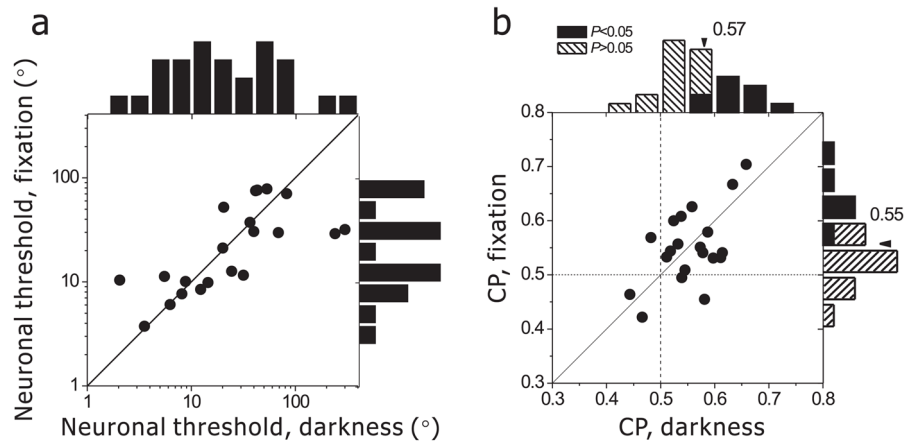 a
Neuronal threshold, fixation (°)
100
10
1
1
10
100
Neuronal threshold, darkness (°)
b
P<0.05
P>0.05
0.57
0.55
CP, fixation
0.8
0.7
0.6
0.5
0.4
0.3
0.3
0.4
0.5
0.6
0.7
0.8
CP, darkness